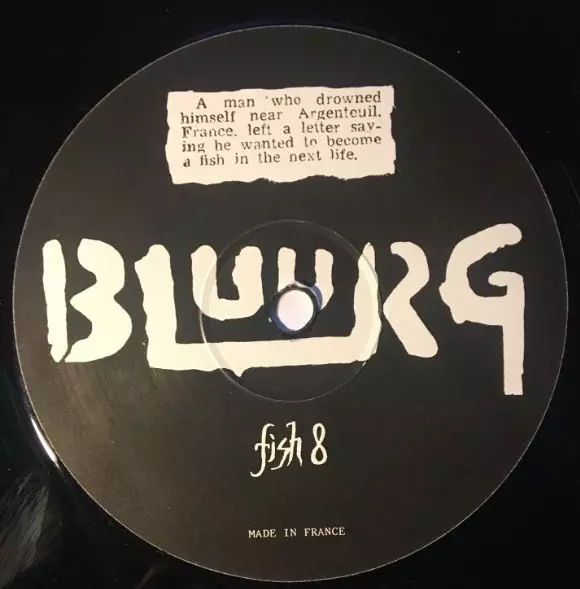 A man who drowned
himself near Argenteuil,
France, left a letter say-
ing he wanted to become
a fish in the next life.
BLUURG
fish 8
MADE IN FRANCE